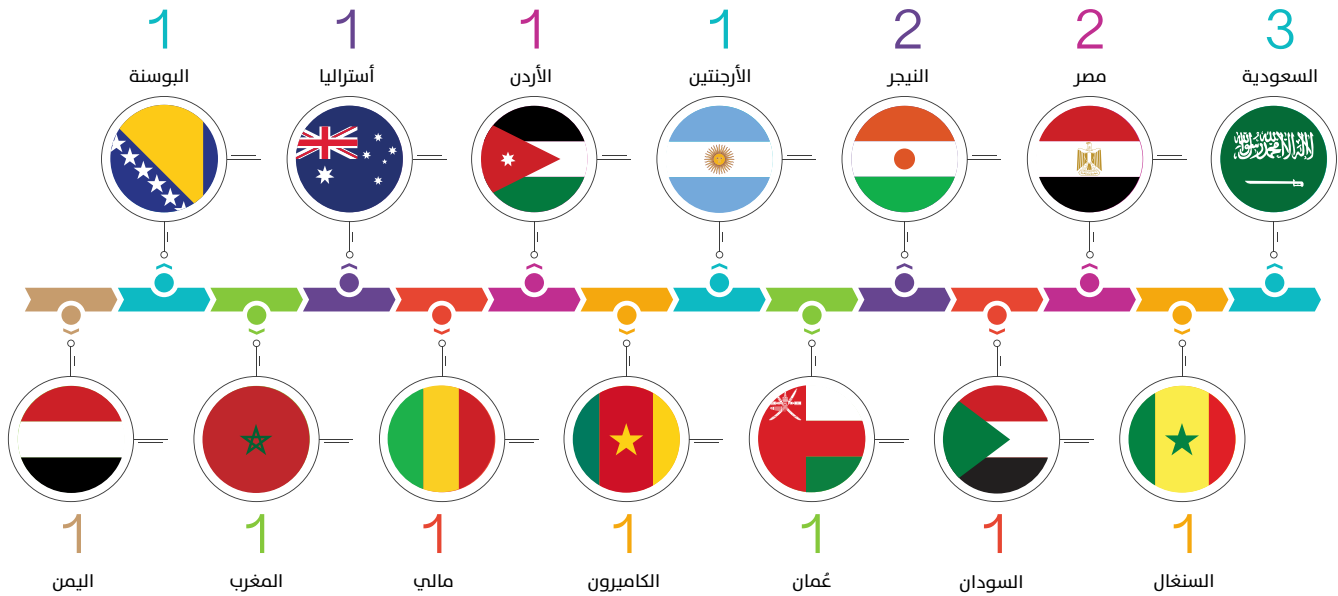 3
السعودية
2
مصر
2
النيجر
1
الأرجنتين
1
الأردن
1
أستراليا
1
البوسنة
1
السنغال
1
السودان
1
عُمان
1
الكاميرون
1
مالي
1
المغرب
1
اليمن